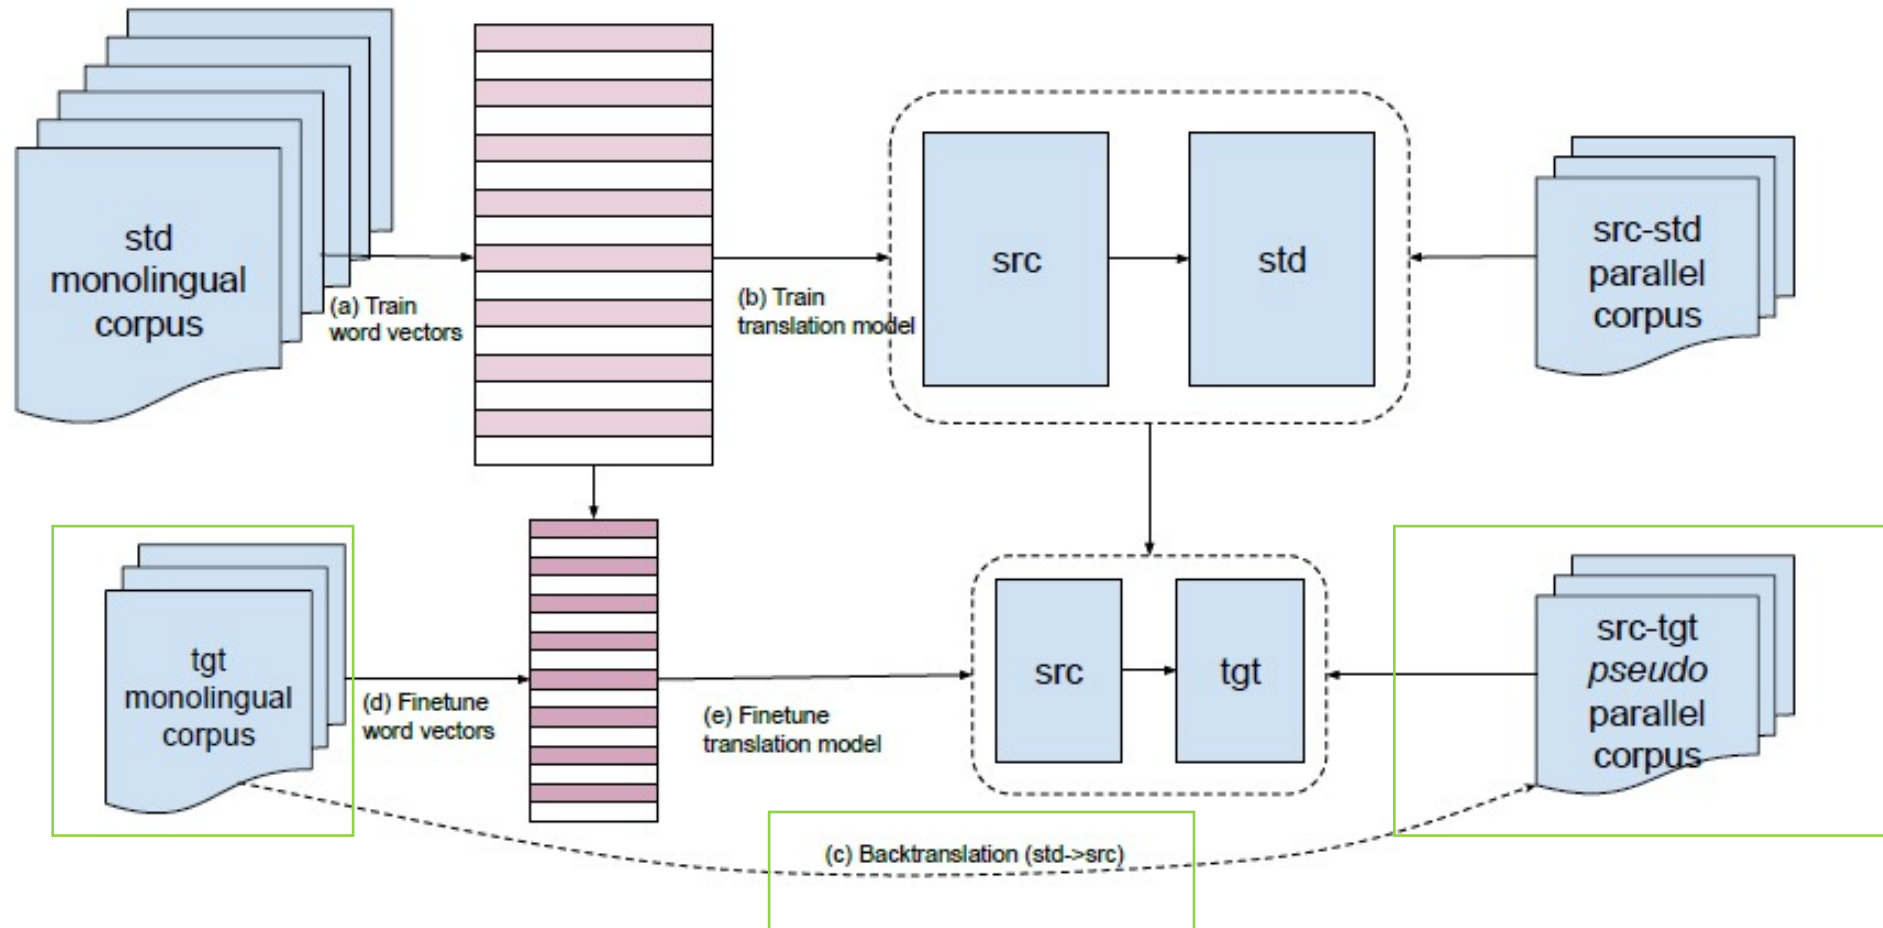 std
monolingual
corpus
(a) Train
word vectors
(b) Train
translation model
src
std
src-std
parallel
corpus
tgt
monolingual
corpus
(d) Finetune
word vectors
(e) Finetune
translation model
src
tgt
src-tgt
pseudo
parallel
corpus
(c) Backtranslation (std->src)